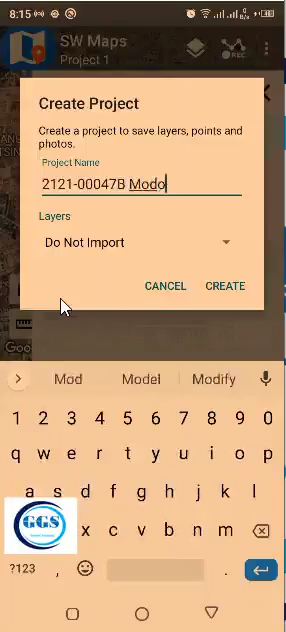 8:15
SW Maps
Project 1
REC
Create Project
Create a project to save layers, points and
photos.
Project Name
2121-00047B Modo
Layers
Do Not Import
CANCEL CREATE
Goo
Mod Model Modify
1 2 3 4 5 6 7 8 9 0
q w e r t y u i o p
a s d f g h j k l
GGS
x c v b n m
?123 , .